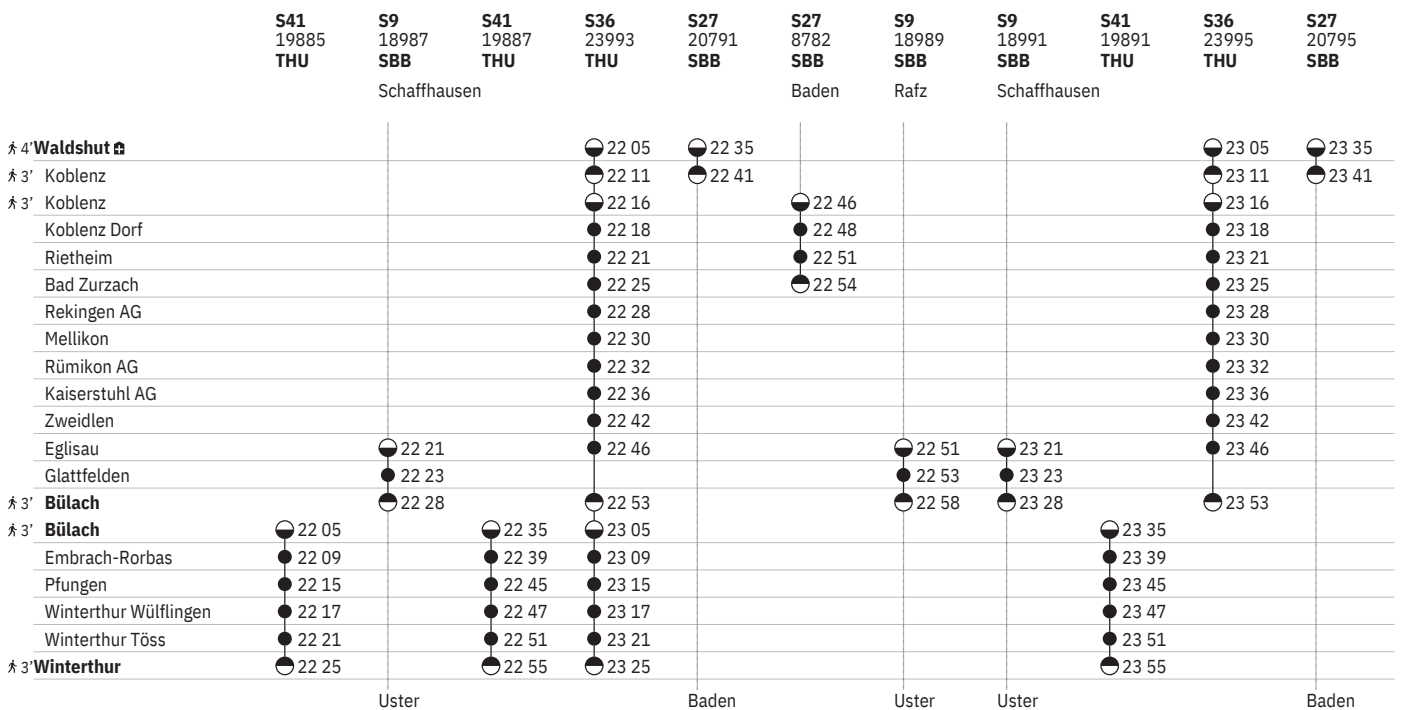 S41 S9 S41 S36 S27 S27 S9 S9 S41 S36 S27
19885 18987 19887 23993 20791 8782 18989 18991 19891 23995 20795
THU SBB THU THU SBB SBB SBB SBB THU THU SBB
Schaffhausen Baden Rafz Schaffhausen
4' Waldshut 22 05 22 35 23 05 23 35
3' Koblenz 22 11 22 41 23 11 23 41
3' Koblenz 22 16 22 46 23 16
Koblenz Dorf 22 18 22 48 23 18
Rietheim 22 21 22 51 23 21
Bad Zurzach 22 25 22 54 23 25
Rekingen AG 22 28 23 28
Mellikon 22 30 23 30
Rümikon AG 22 32 23 32
Kaiserstuhl AG 22 36 23 36
Zweidlen 22 42 23 42
Eglisau 22 21 22 46 22 51 23 21 23 46
Glattfelden 22 23 22 53 23 23
3' Bülach 22 28 22 53 22 58 23 28 23 53
3' Bülach 22 05 22 35 23 05 23 35
Embrach-Rorbas 22 09 22 39 23 09 23 39
Pfungen 22 15 22 45 23 15 23 45
Winterthur Wülflingen 22 17 22 47 23 17 23 47
Winterthur Töss 22 21 22 51 23 21 23 51
3' Winterthur 22 25 22 55 23 25 23 55
Uster Baden Uster Uster Baden